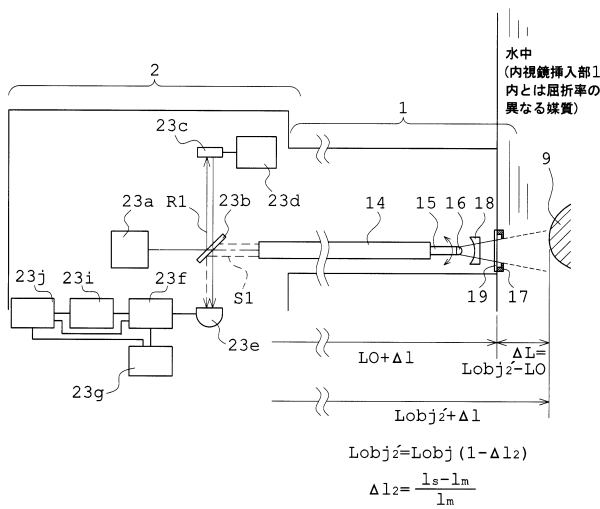 水中
(内視鏡挿入部1
内とは屈折率の
異なる媒質)
2
1
9
23c
23d
23a
R1
23b
14
15
16
18
S1
19
17
23j
23i
23f
23e
23g
LO+Δl
ΔL=
Lobj2′-LO
Lobj2′+Δl
Lobj2′=Lobj(1-Δl2)
Δl2= ls-lm
lm